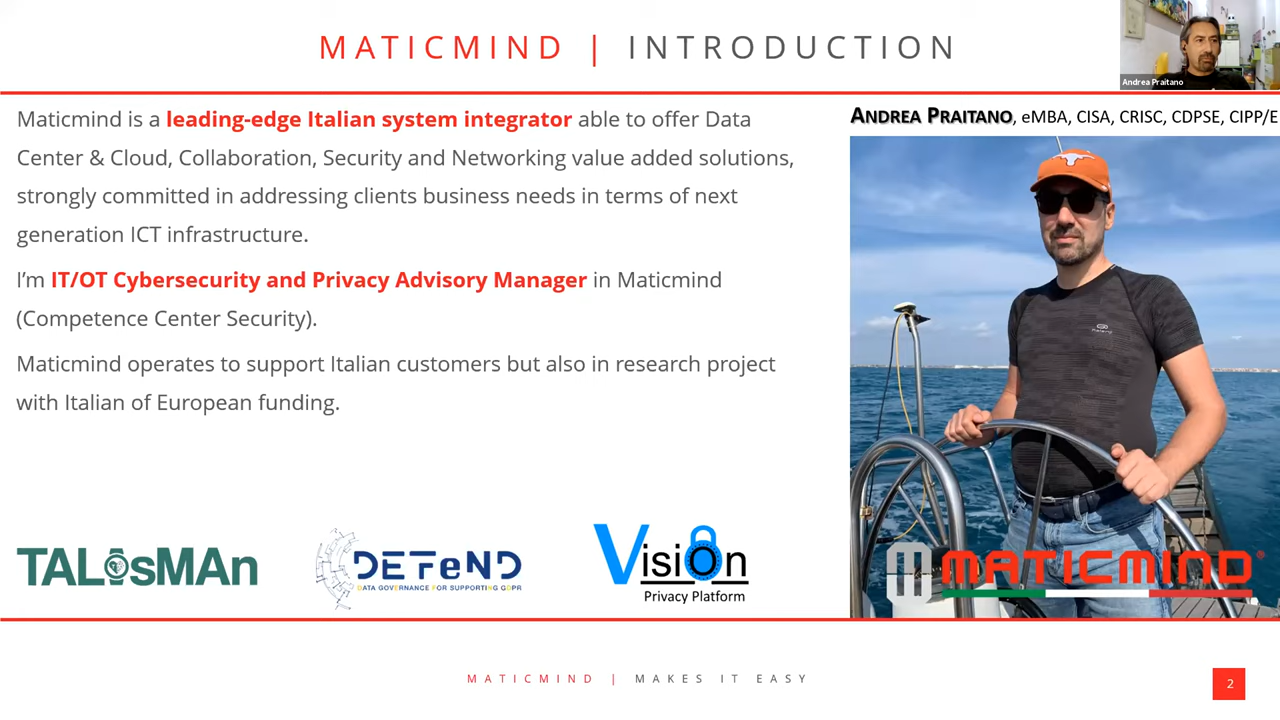 MATICMIND | INTRODUCTION
Andrea Praitano
Maticmind is a leading-edge Italian system integrator able to offer Data
Center & Cloud, Collaboration, Security and Networking value added solutions,
strongly committed in addressing clients business needs in terms of next
generation ICT infrastructure.
I'm IT/OT Cybersecurity and Privacy Advisory Manager in Maticmind
(Competence Center Security).
Maticmind operates to support Italian customers but also in research project
with Italian of European funding.
ANDREA PRAITANO, eMBA, CISA, CRISC, CDPSE, CIPP/E
TALIsMAn
DEFeND
DATA GOVERNANCE FOR SUPPORTING GDPR
Vision
Privacy Platform
MATICMIND®
MATICMIND | MAKES IT EASY
2